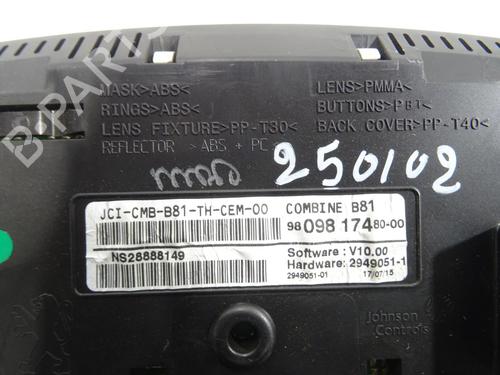 B PARTS
MASK>ABS<
RINGS>ABS<
LENS FIXTURE>PP-T30<
REFLECTOR >ABS + PC<
LENS>PMMA<
BUTTONS>PBT<
BACK COVER>PP-T40<
250102
JCI-CMB-B81-TH-CEM-00
COMBINE B81
98 098 174 80-00
NS28888149
Software : V10.00
Hardware: 2949051-1
2949051-01 17/07/15
Johnson
Controls